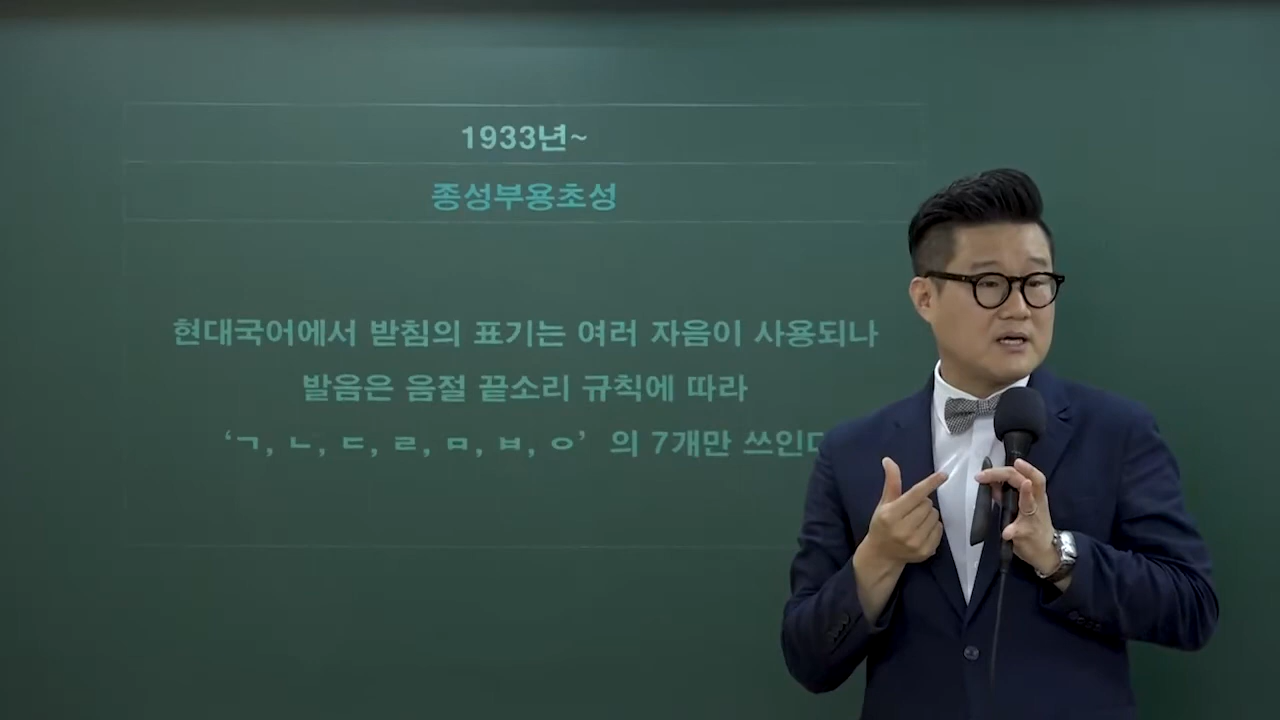 1933년~
종성부용초성
현대국어에서 받침의 표기는 여러 자음이 사용되나
발음은 음절 끝소리 규칙에 따라
‘ㄱ, ㄴ, ㄷ, ㄹ, ㅁ, ㅂ, ㅇ’ 의 7개만